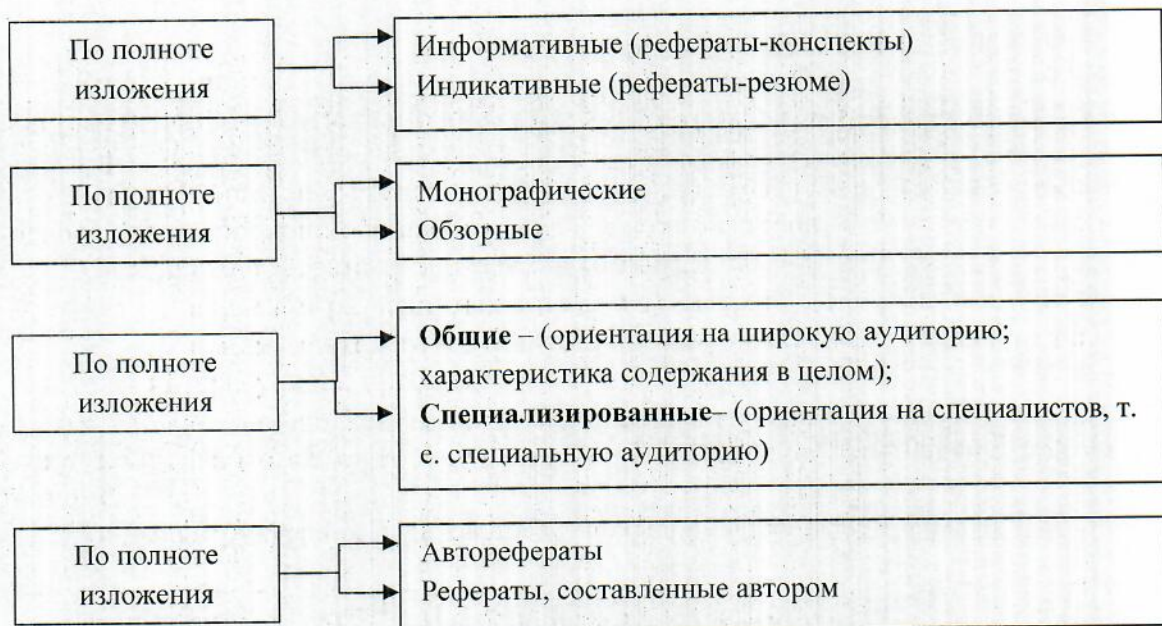 По полноте
изложения
Информативные (рефераты-конспекты)
Индикативные (рефераты-резюме)
По полноте
изложения
Монографические
Обзорные
По полноте
изложения
Общие – (ориентация на широкую аудиторию;
характеристика содержания в целом);
Специализированные– (ориентация на специалистов, т.
е. специальную аудиторию)
По полноте
изложения
Авторефераты
Рефераты, составленные автором